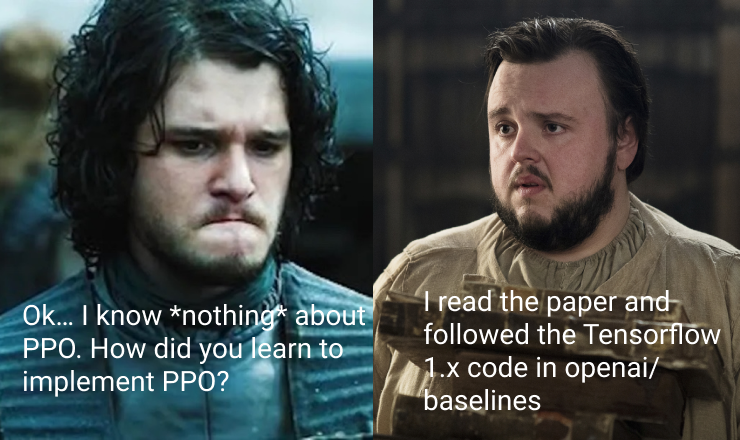 Ok... I know *nothing* about
PPO. How did you learn to
implement PPO?
I read the paper and
followed the Tensorflow
1.x code in openai/
baselines